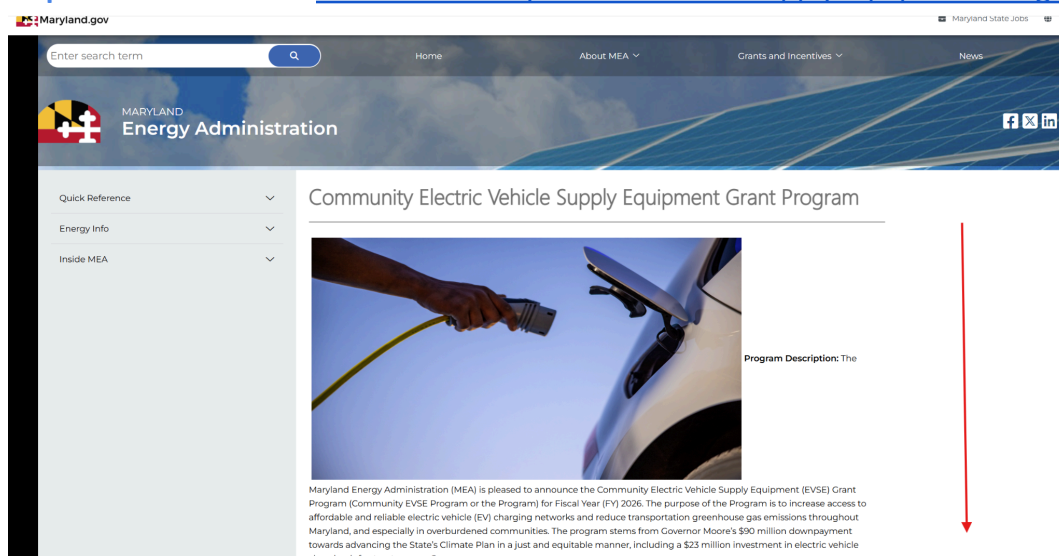 Maryland.gov
Maryland State Jobs
Enter search term
Home
About MEA
Grants and Incentives
News
MARYLAND
Energy Administration
Quick Reference
Energy Info
Inside MEA
Community Electric Vehicle Supply Equipment Grant Program
Program Description: The
Maryland Energy Administration (MEA) is pleased to announce the Community Electric Vehicle Supply Equipment (EVSE) Grant
Program (Community EVSE Program or the Program) for Fiscal Year (FY) 2026. The purpose of the Program is to increase access to
affordable and reliable electric vehicle (EV) charging networks and reduce transportation greenhouse gas emissions throughout
Maryland, and especially in overburdened communities. The program stems from Governor Moore's $90 million downpayment
towards advancing the State's Climate Plan in a just and equitable manner, including a $23 million investment in electric vehicle